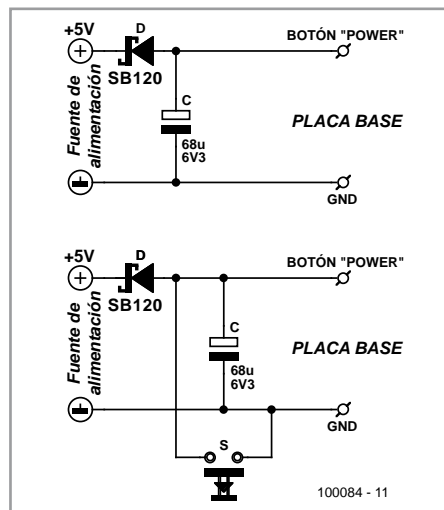 +5V
D
SB120
BOTÓN "POWER"
Fuente de
alimentación
C
68u
6V3
PLACA BASE
GND
+5V
D
SB120
BOTÓN "POWER"
Fuente de
alimentación
C
68u
6V3
PLACA BASE
GND
S
100084 - 11